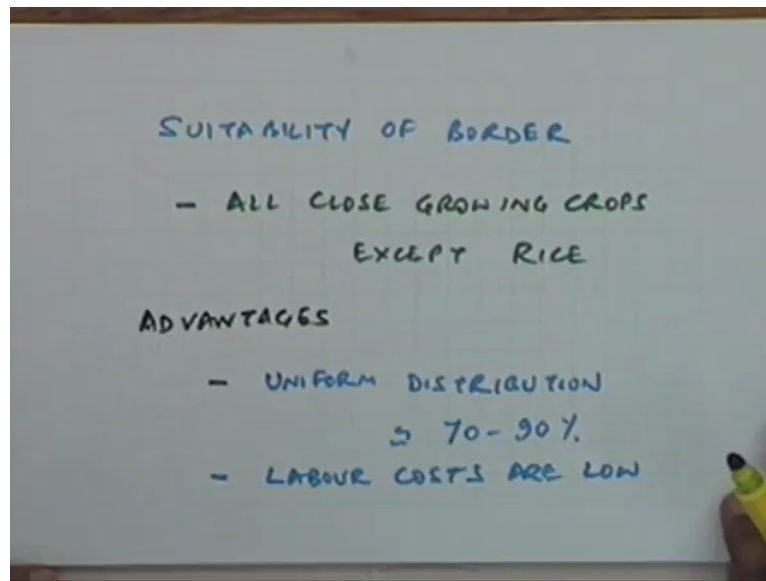 SUITABILITY OF BORDER
- ALL CLOSE GROWING CROPS
EXCEPT RICE
ADVANTAGES
- UNIFORM DISTRIBUTION
70-90%
- LABOUR COSTS ARE LOW